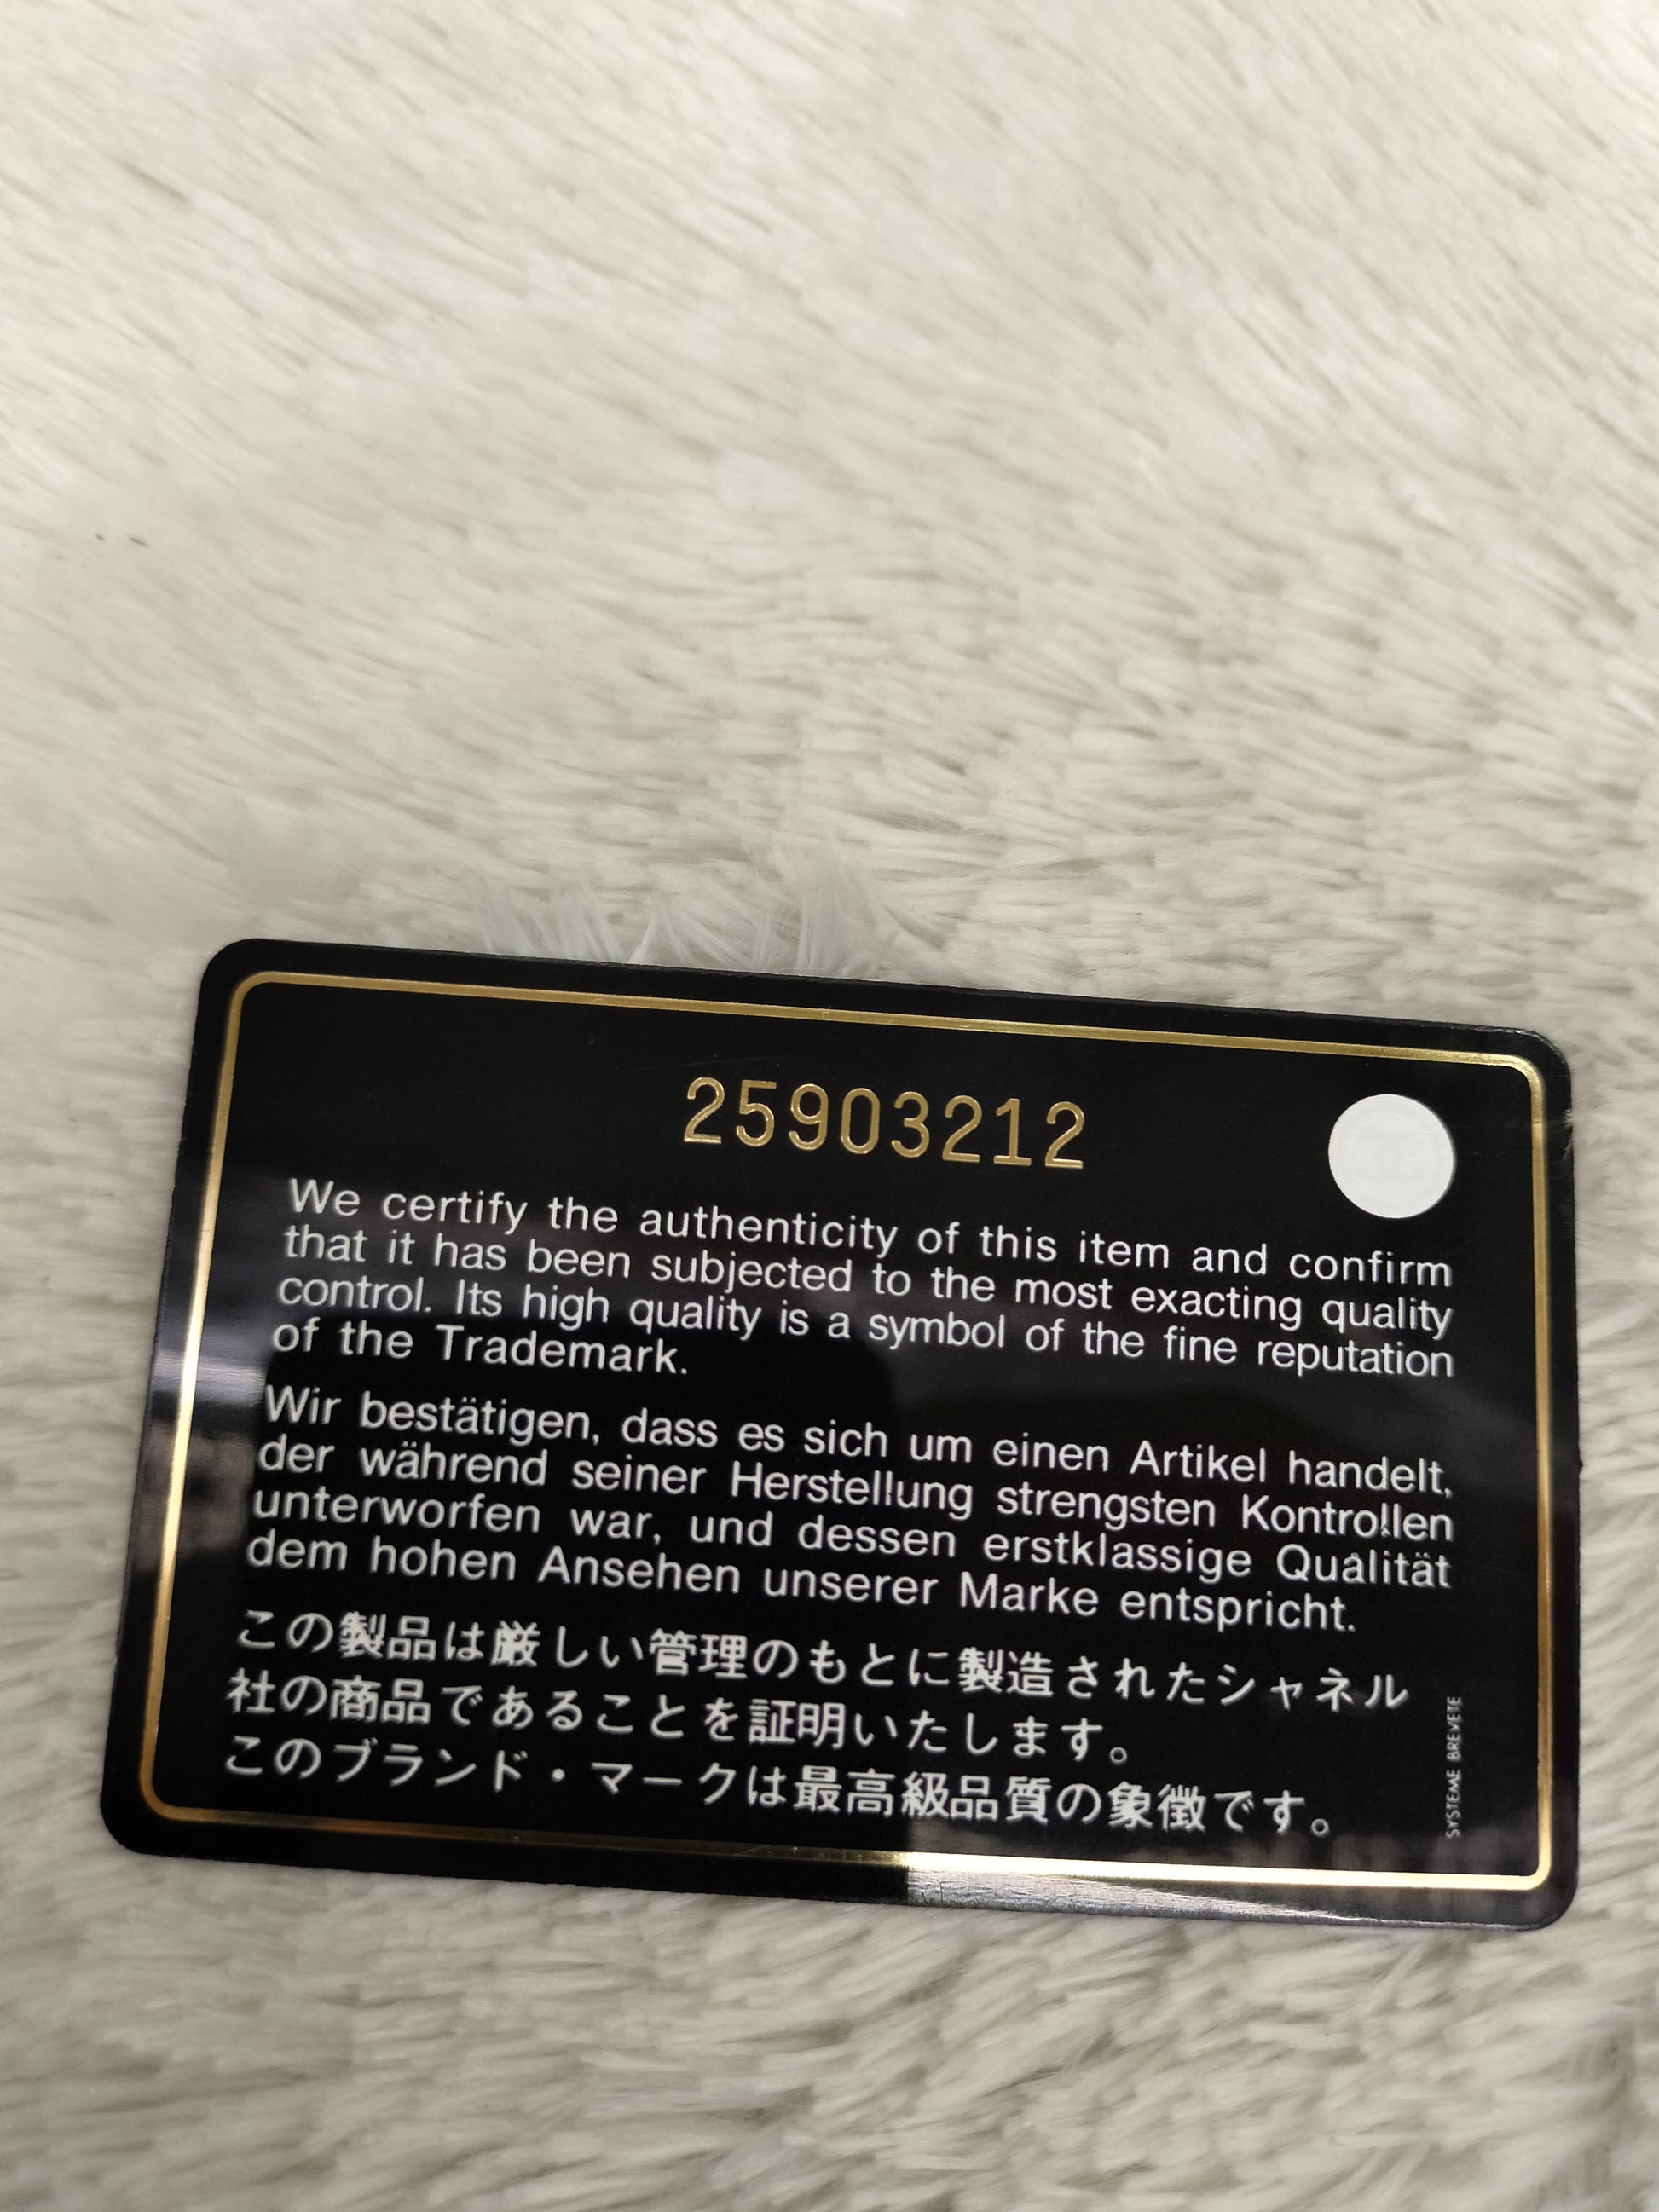 25903212
We certify the authenticity of this item and confirm
that it has been subjected to the most exacting quality
control. Its high quality is a symbol of the fine reputation
of the Trademark.
Wir bestätigen, dass es sich um einen Artikel handelt,
der während seiner Herstellung strengsten Kontrollen
unterworfen war, und dessen erstklassige Qualität
dem hohen Ansehen unserer Marke entspricht.
この製品は厳しい管理のもとに製造されたシャネル
社の商品であることを証明いたします。
このブランド・マークは最高級品質の象徴です。
SYSTEME BREVETE